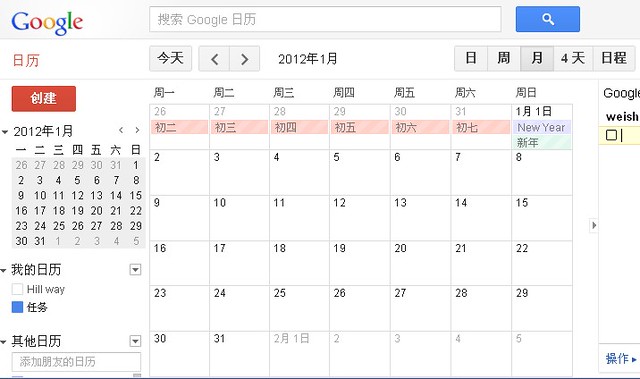 Google
搜索 Google 日历
日历
今天
2012年1月
日 周 月 4 天 日程
创建
2012年1月
一 二 三 四 五 六 日
26 27 28 29 30 31 1
2 3 4 5 6 7 8
9 10 11 12 13 14 15
16 17 18 19 20 21 22
23 24 25 26 27 28 29
30 31 1 2 3 4 5
我的日历
Hill way
任务
其他日历
添加朋友的日历
周一 周二 周三 周四 周五 周六 周日
26 27 28 29 30 31 1月 1日
初二 初三 初四 初五 初六 初七 New Year
新年
2 3 4 5 6 7 8
9 10 11 12 13 14 15
16 17 18 19 20 21 22
23 24 25 26 27 28 29
30 31 2月 1日 2 3 4 5
Google
weish
操作